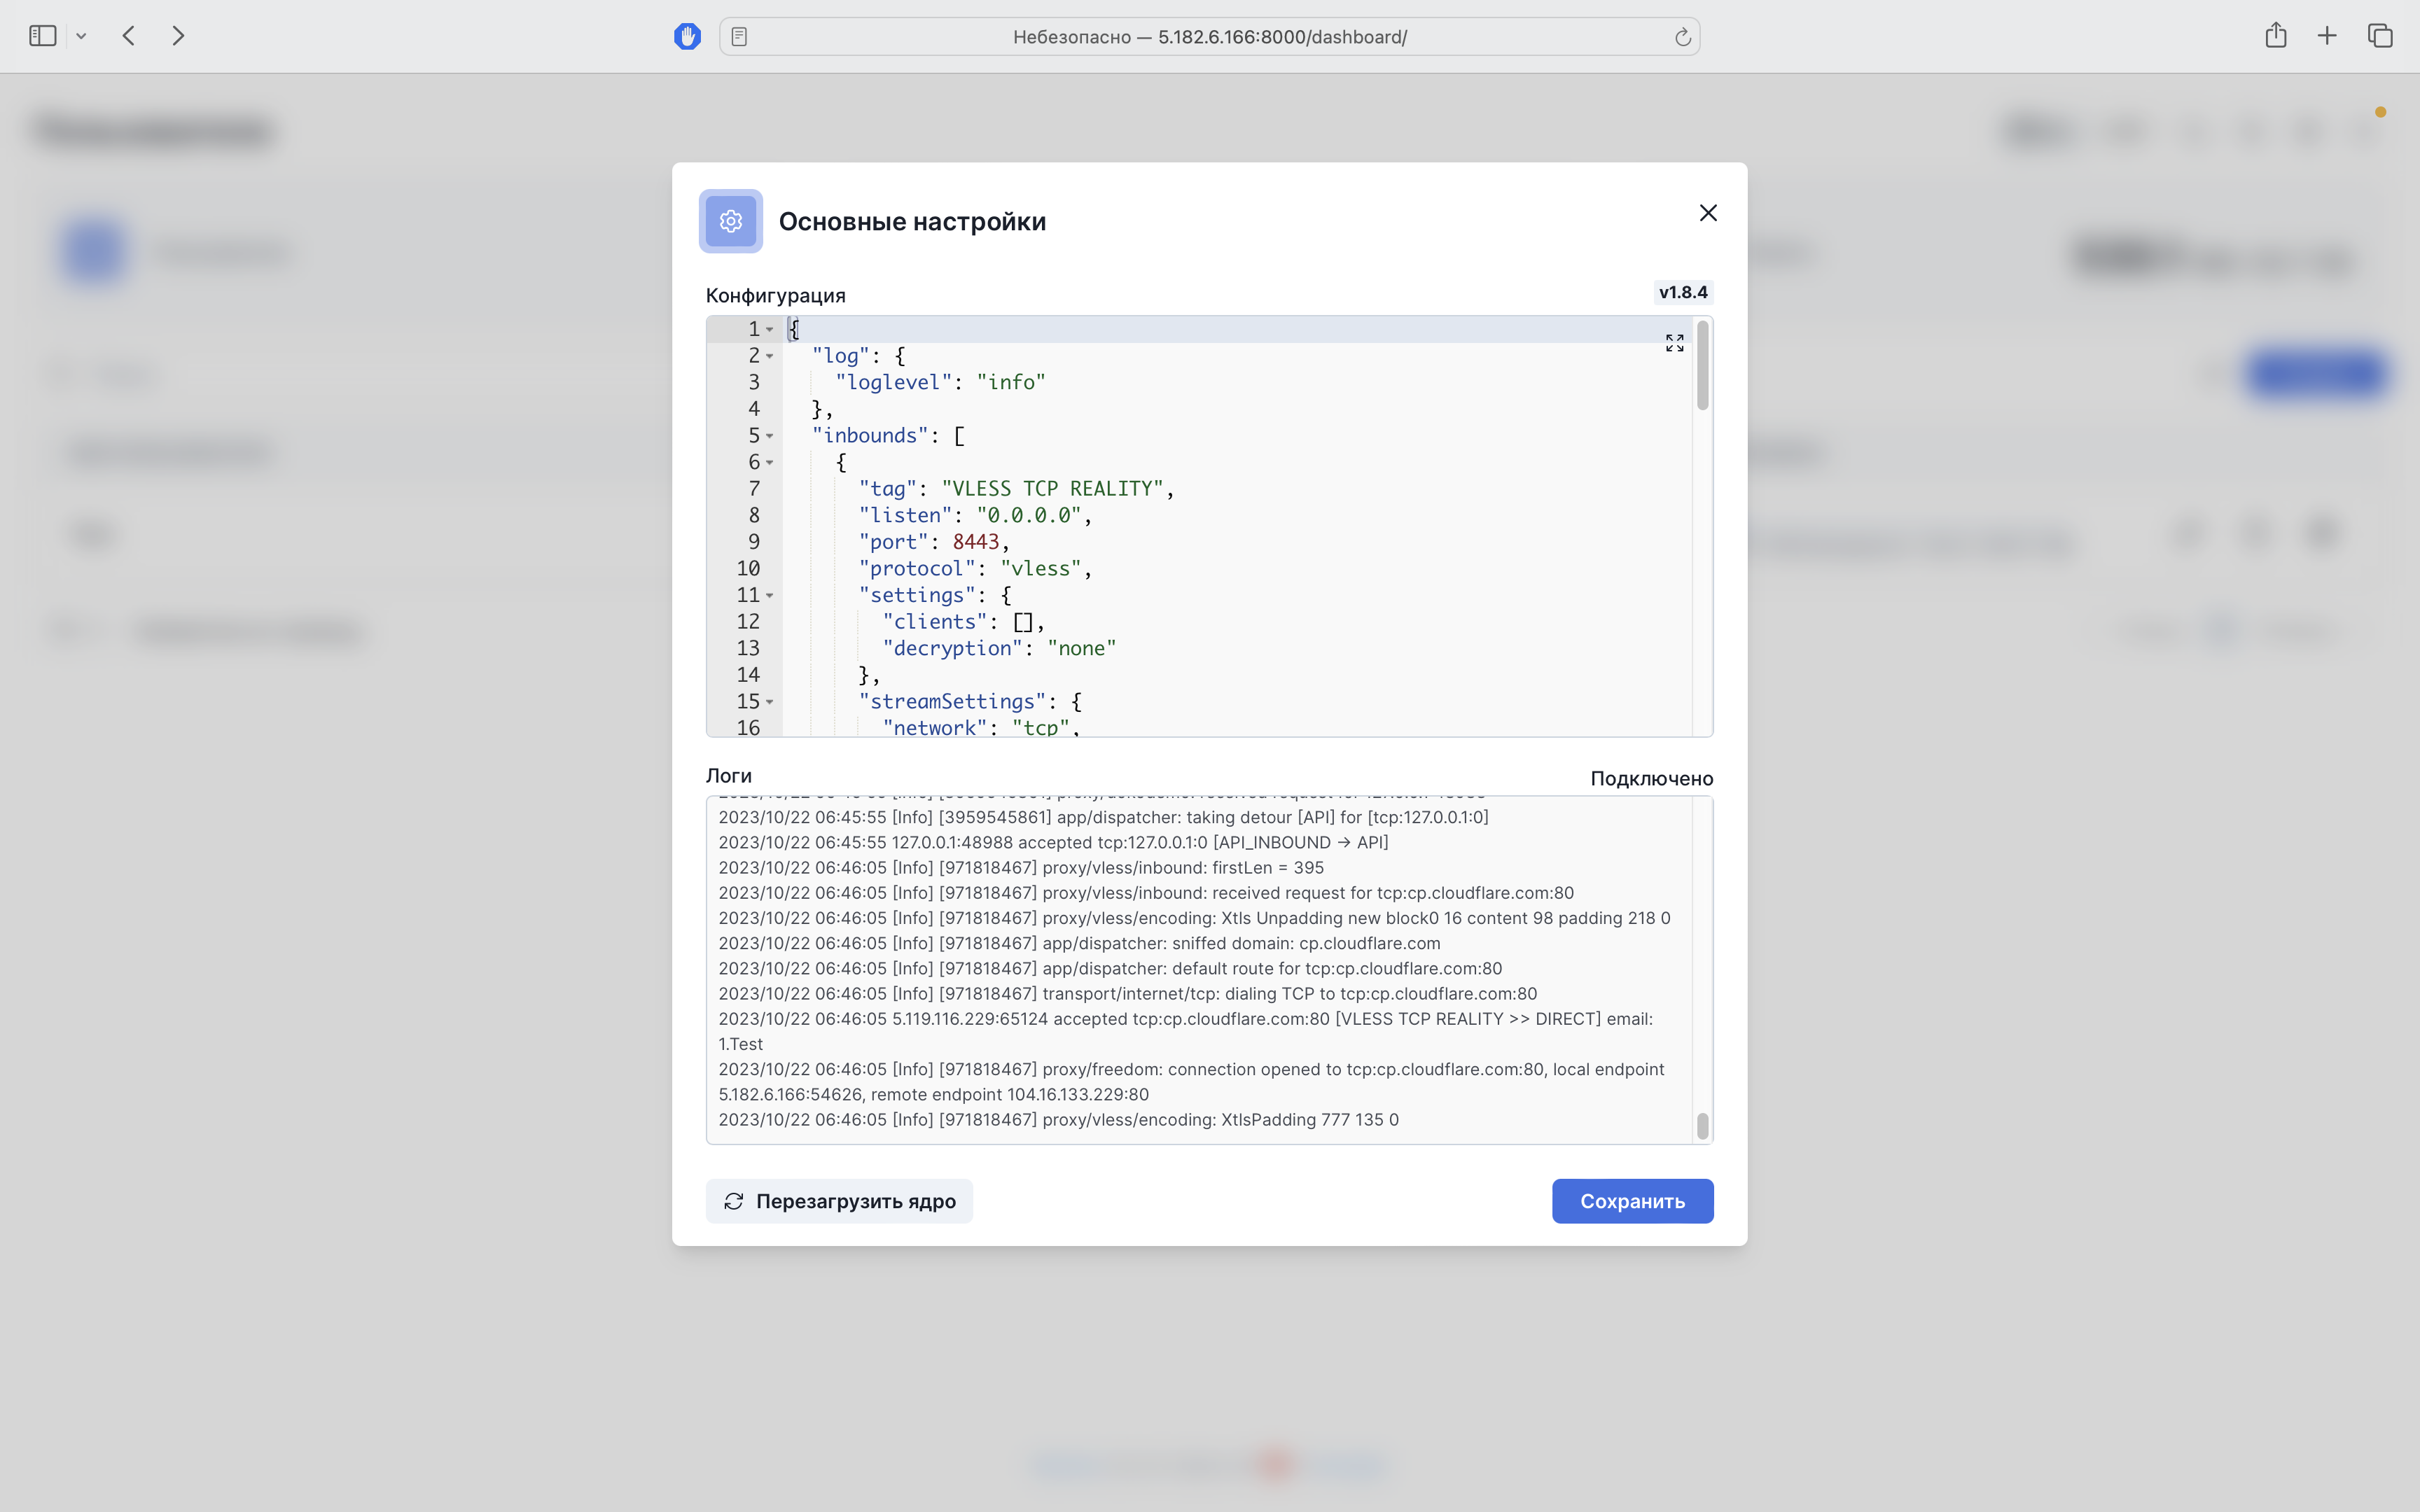 Небезопасно — 5.182.6.166:8000/dashboard/
Основные настройки
Конфигурация
v1.8.4
1 {
2 "log": {
3 "loglevel": "info"
4 },
5 "inbounds": [
6 {
7 "tag": "VLESS TCP REALITY",
8 "listen": "0.0.0.0",
9 "port": 8443,
10 "protocol": "vless",
11 "settings": {
12 "clients": [],
13 "decryption": "none"
14 },
15 "streamSettings": {
16 "network": "tcp",
Логи
Подключено
2023/10/22 06:45:55 [Info] [3959545861] app/dispatcher: taking detour [API] for [tcp:127.0.0.1:0]
2023/10/22 06:45:55 127.0.0.1:48988 accepted tcp:127.0.0.1:0 [API_INBOUND -> API]
2023/10/22 06:46:05 [Info] [971818467] proxy/vless/inbound: firstLen = 395
2023/10/22 06:46:05 [Info] [971818467] proxy/vless/inbound: received request for tcp:cp.cloudflare.com:80
2023/10/22 06:46:05 [Info] [971818467] proxy/vless/encoding: Xtls Unpadding new block0 16 content 98 padding 218 0
2023/10/22 06:46:05 [Info] [971818467] app/dispatcher: sniffed domain: cp.cloudflare.com
2023/10/22 06:46:05 [Info] [971818467] app/dispatcher: default route for tcp:cp.cloudflare.com:80
2023/10/22 06:46:05 [Info] [971818467] transport/internet/tcp: dialing TCP to tcp:cp.cloudflare.com:80
2023/10/22 06:46:05 5.119.116.229:65124 accepted tcp:cp.cloudflare.com:80 [VLESS TCP REALITY >> DIRECT] email:
1.Test
2023/10/22 06:46:05 [Info] [971818467] proxy/freedom: connection opened to tcp:cp.cloudflare.com:80, local endpoint
5.182.6.166:54626, remote endpoint 104.16.133.229:80
2023/10/22 06:46:05 [Info] [971818467] proxy/vless/encoding: XtlsPadding 777 135 0
Перезагрузить ядро
Сохранить